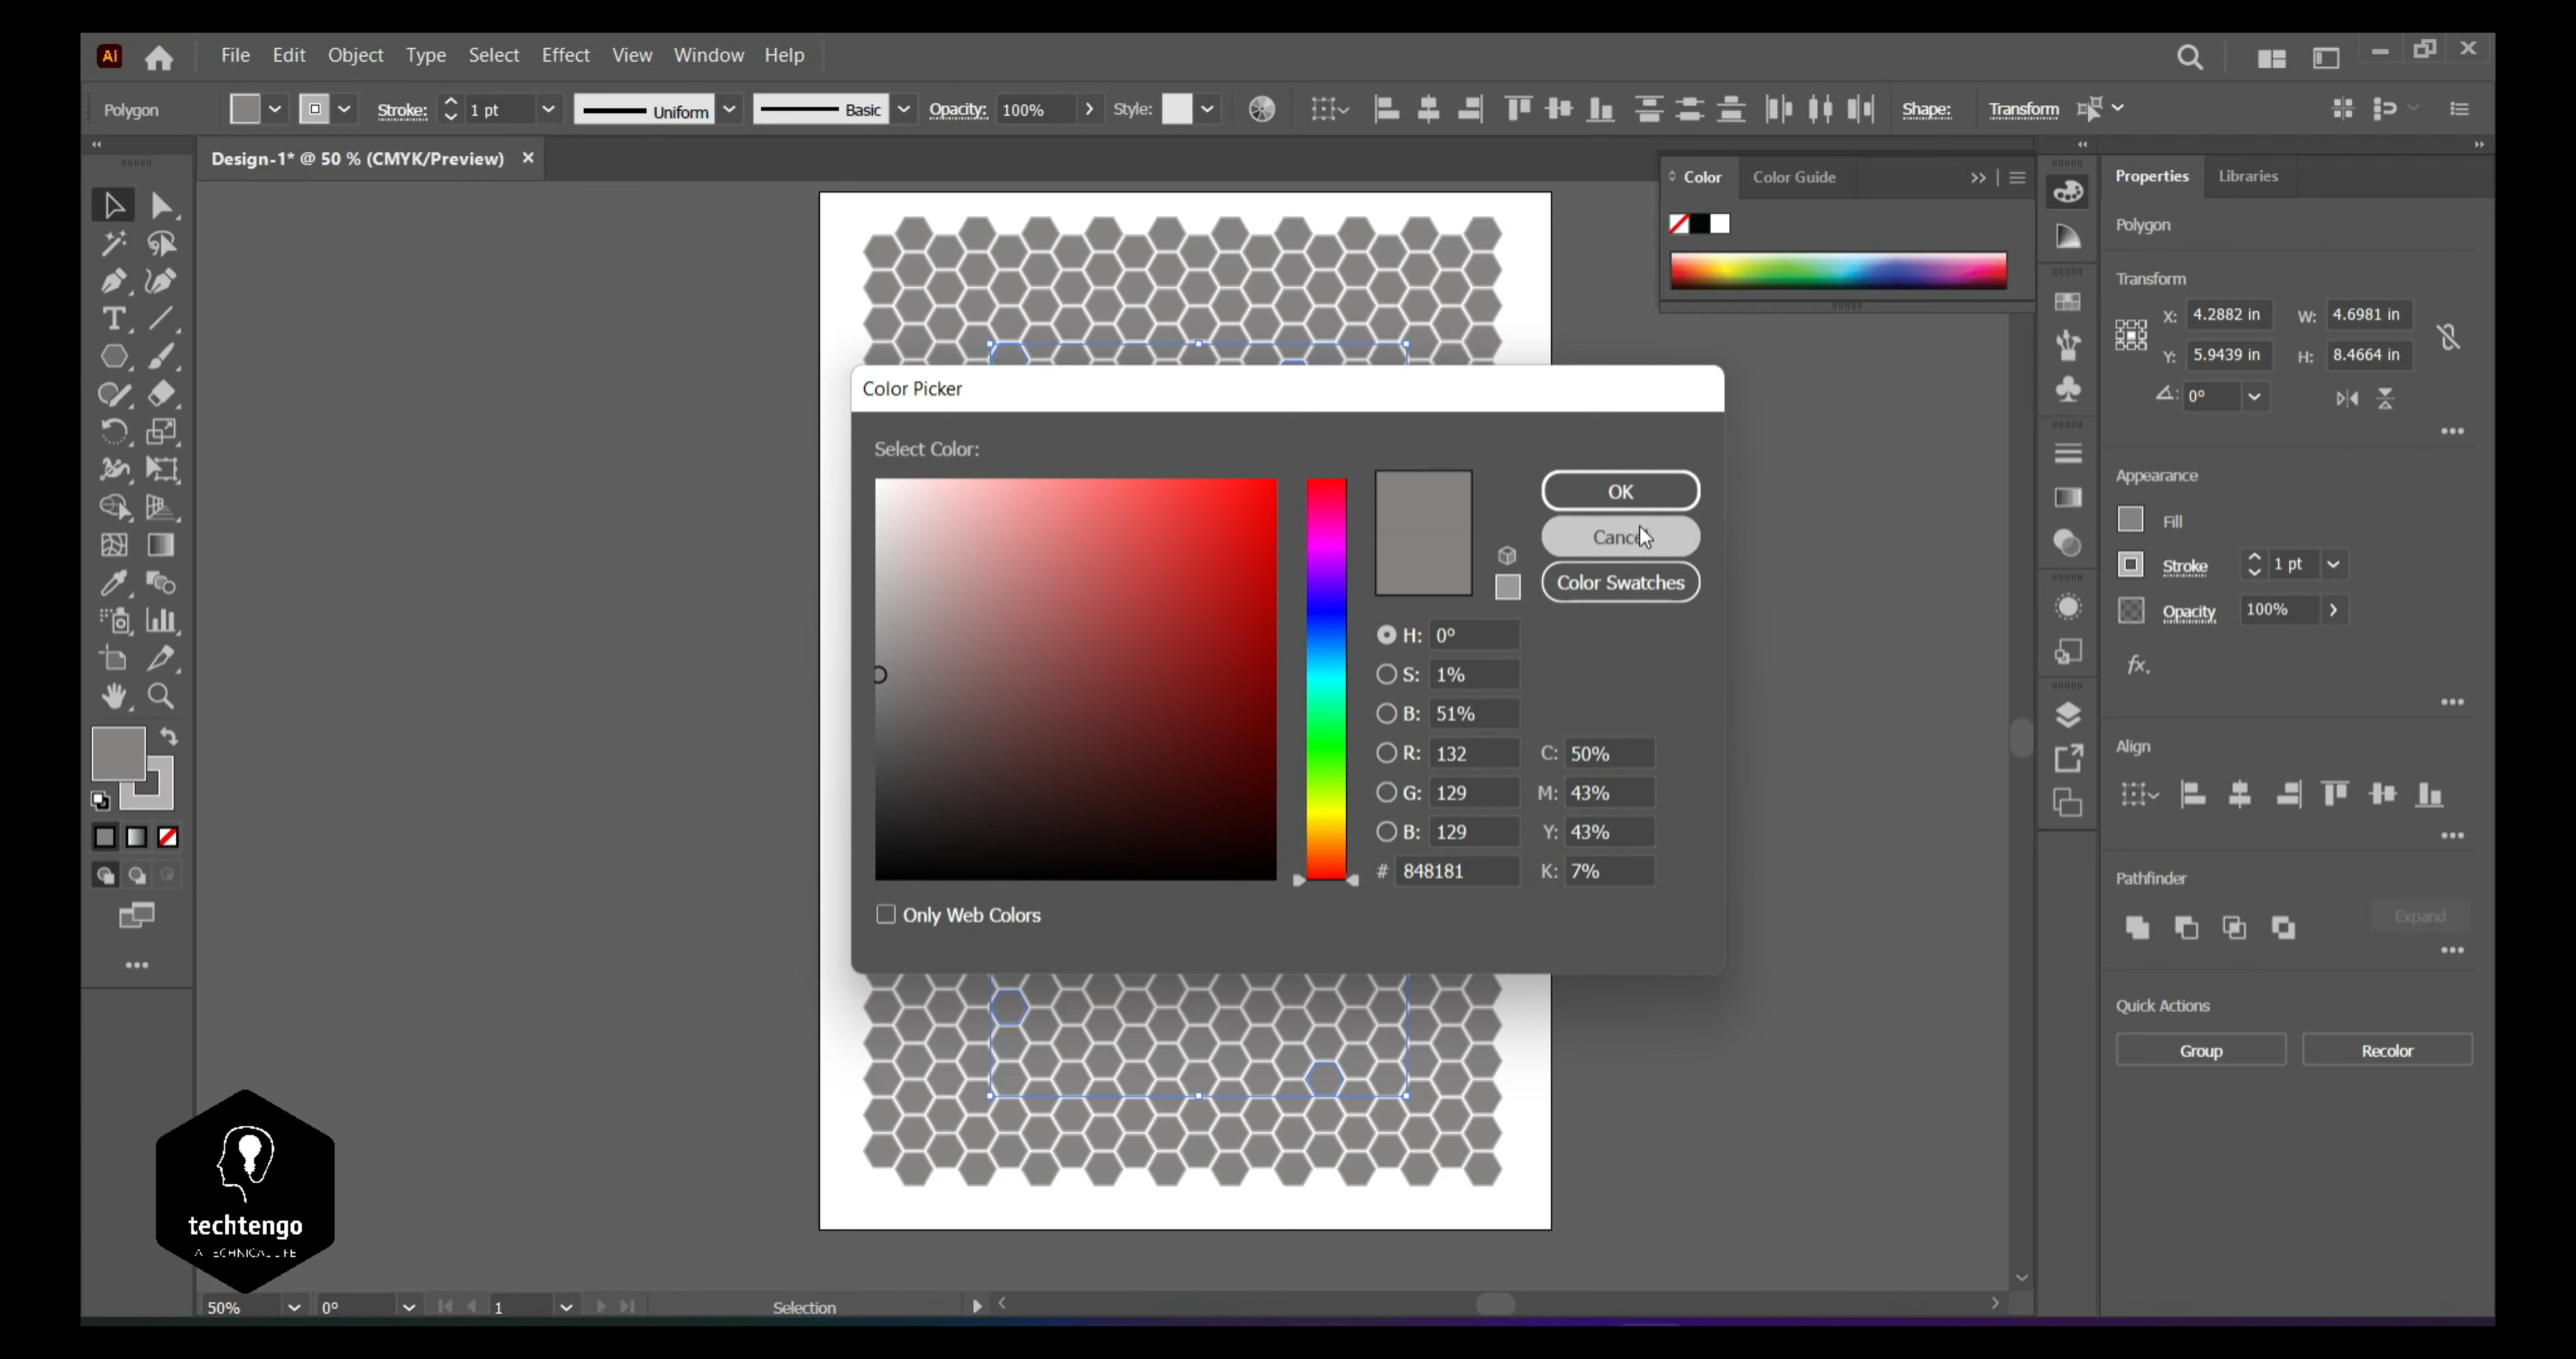 Ai File Edit Object Type Select Effect View Window Help
Polygon Stroke: 1 pt Uniform Basic Opacity: 100% Style: Shape: Transform
Design-1* @ 50 % (CMYK/Preview) ×
Color Color Guide
Properties Libraries
Polygon
Transform
X: 4.2882 in W: 4.6981 in
Y: 5.9439 in H: 8.4664 in
0°
Appearance
Fill
Stroke 1 pt
Opacity 100%
fx.
Align
Pathfinder
Expand
Quick Actions
Group Recolor
Color Picker
Select Color:
OK
Cancel
Color Swatches
H: 0°
S: 1%
B: 51%
R: 132 C: 50%
G: 129 M: 43%
B: 129 Y: 43%
# 848181 K: 7%
Only Web Colors
techtengo
A TECHNICAL LIFE
50% 0° 1 Selection